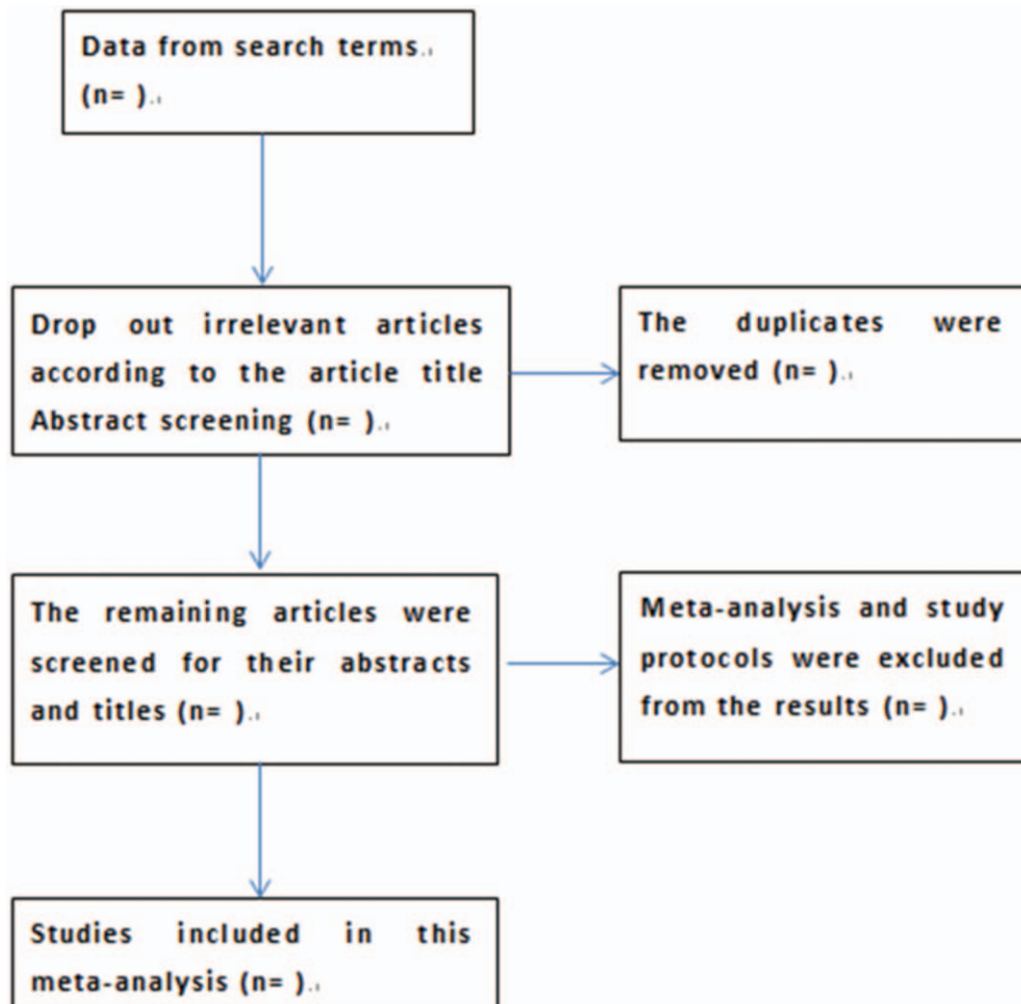 Data from search terms.
(n= ).
Drop out irrelevant articles
according to the article title
Abstract screening (n= ).
The duplicates were
removed (n= ).
The remaining articles were
screened for their abstracts
and titles (n= ).
Meta-analysis and study
protocols were excluded
from the results (n= ).
Studies included in this
meta-analysis (n= ).